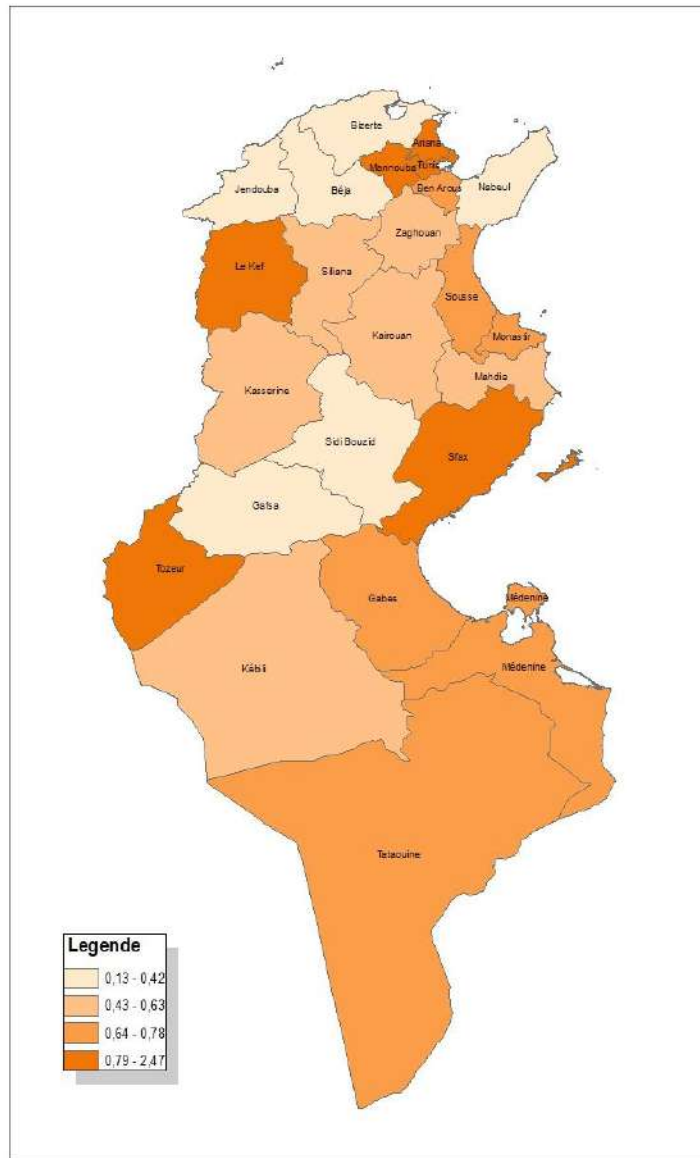 Bizerte
Ariana
Mannouba
Tunis
Jendouba
Béja
Ben Arous
Nabeul
Zaghouan
Le Kef
Siliana
Sousse
Kairouan
Monastir
Mahdia
Kasserine
Sidi Bouzid
Sfax
Gafsa
Tozeur
Gabes
Médenine
Kébili
Médenine
Tataouine
Legende
0,13 - 0,42
0,43 - 0,63
0,64 - 0,78
0,79 - 2,47